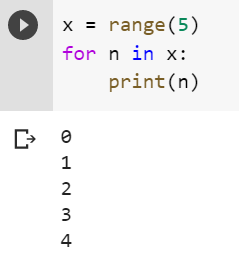 x = range(5)
for n in x:
    print(n)
0
1
2
3
4